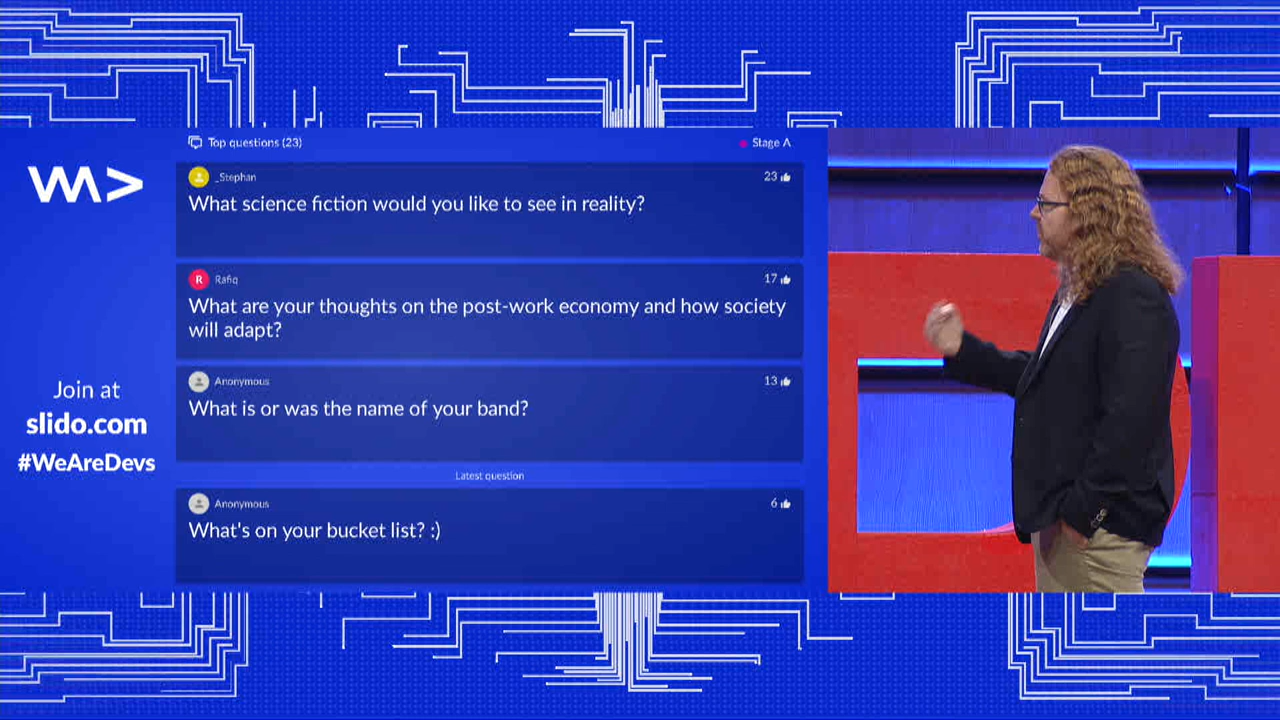 Top questions (23)
Stage A
_Stephan
23
What science fiction would you like to see in reality?
R
Rafiq
17
What are your thoughts on the post-work economy and how society
will adapt?
Anonymous
13
What is or was the name of your band?
Latest question
Anonymous
6
What's on your bucket list? :)
Join at
slido.com
#WeAreDevs